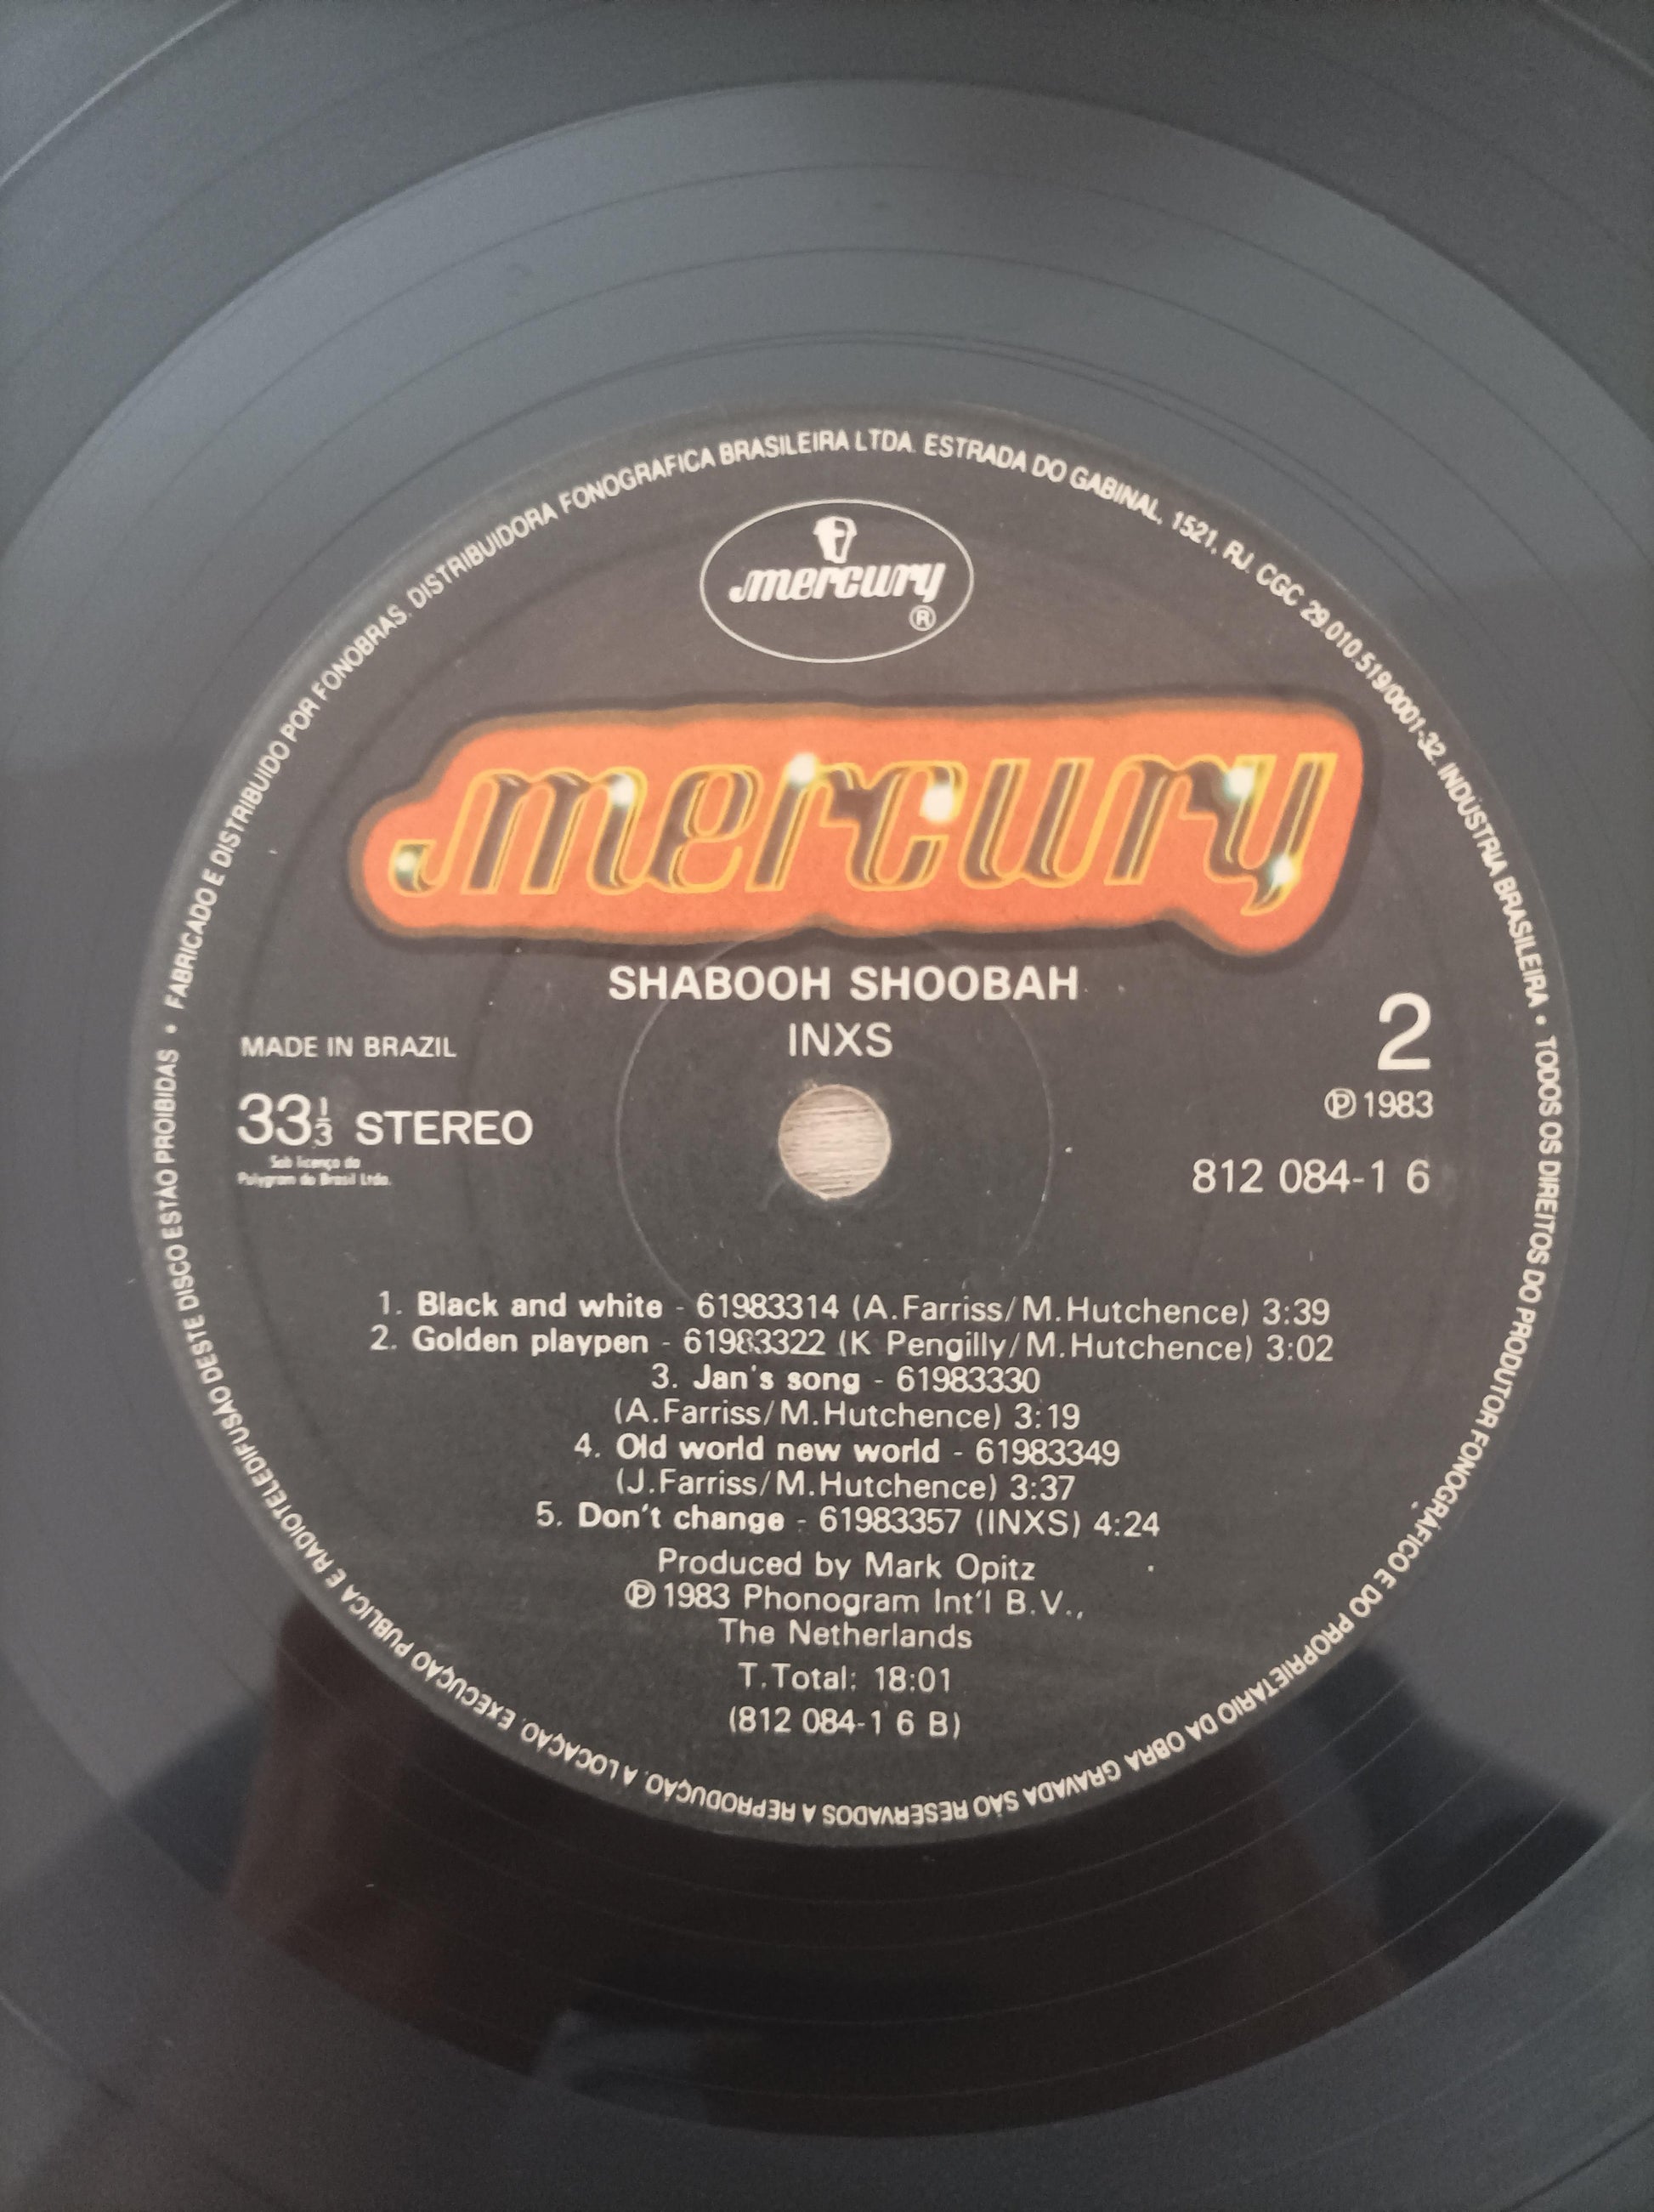 FABRICADO E DISTRIBUIDO POR FONOBRAS. DISTRIBUIDORA FONOGRAFICA BRASILEIRA LTDA. ESTRADA DO GABINAL, 1521, RJ. CGC 29.010.519/0001-32. INDÚSTRIA BRASILEIRA • TODOS OS DIREITOS DO PRODUTOR FONOGRÁFICO E DO PROPRIETARIO DA OBRA GRAVADA SÃO RESERVADOS A REPRODUÇÃO. A LOCAÇÃO. EXECUÇÃO PUBLICA E RADIOTELEDIFUSÃO DESTE DISCO ESTÃO PROIBIDAS •
mercury
®
mercury
SHABOOH SHOOBAH
INXS
2
MADE IN BRAZIL
℗ 1983
33 1/3 STEREO
Sob licença da
Polygram do Brasil Ltda.
812 084-1 6
1. Black and white - 61983314 (A.Farriss/M.Hutchence) 3:39
2. Golden playpen - 61983322 (K Pengilly/M.Hutchence) 3:02
3. Jan's song - 61983330
(A.Farriss/M.Hutchence) 3:19
4. Old world new world - 61983349
(J.Farriss/M.Hutchence) 3:37
5. Don't change - 61983357 (INXS) 4:24
Produced by Mark Opitz
℗ 1983 Phonogram Int'l B.V.,
The Netherlands
T.Total: 18:01
(812 084-1 6 B)